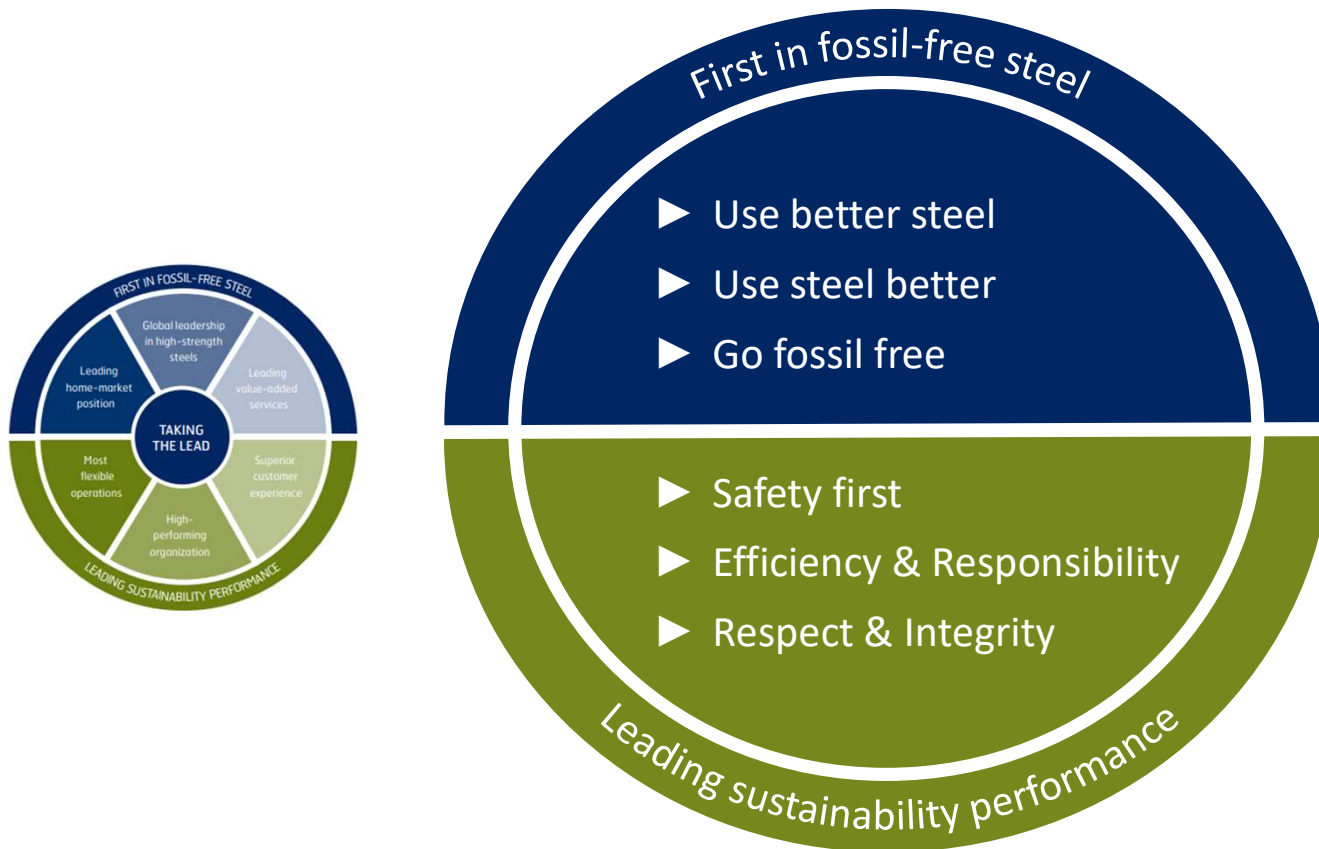 FIRST IN FOSSIL-FREE STEEL
Global leadership
in high-strength
steels
Leading
home-market
position
Leading
value-added
services
TAKING
THE LEAD
Most
flexible
operations
Superior
customer
experience
High-
performing
organization
LEADING SUSTAINABILITY PERFORMANCE
First in fossil-free steel
► Use better steel
► Use steel better
► Go fossil free
► Safety first
► Efficiency & Responsibility
► Respect & Integrity
Leading sustainability performance